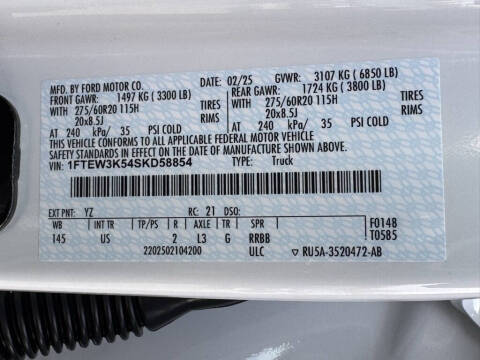 MFD. BY FORD MOTOR CO. 02/25 GVWR: 3107 KG (6850 LB)
FRONT GAWR: 1497 KG (3300 LB) REAR GAWR: 1724 KG (3800 LB)
WITH 275/60R20 115H TIRES WITH 275/60R20 115H TIRES
20x8.5J RIMS 20x8.5J RIMS
AT 240 kPa/ 35 PSI COLD AT 240 kPa/ 35 PSI COLD
THIS VEHICLE CONFORMS TO ALL APPLICABLE FEDERAL MOTOR VEHICLE
SAFETY AND THEFT PREVENTION STANDARDS IN EFFECT ON THE DATE OF MANUFACTURE SHOWN ABOVE.
VIN: 1FTEW3K54SKD58854 TYPE: Truck
EXT PNT: YZ RC: 21 DSO: F0148
WB INT TR TP/PS R AXLE TR SPR T0585
145 US 2 L3 G RRBB
2202502104200 ULC RU5A-3520472-AB